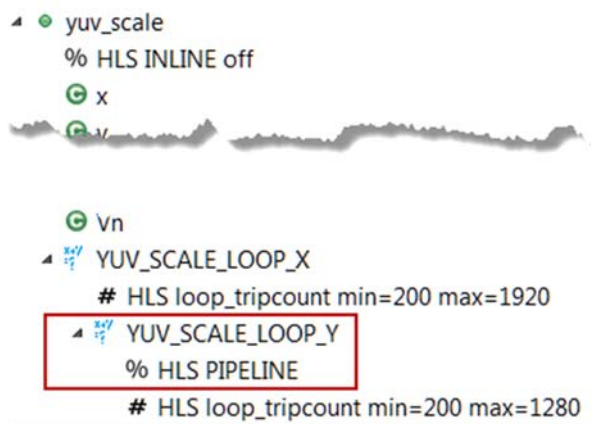 yuv_scale
% HLS INLINE off
x
Vn
YUV_SCALE_LOOP_X
# HLS loop_tripcount min=200 max=1920
YUV_SCALE_LOOP_Y
% HLS PIPELINE
# HLS loop_tripcount min=200 max=1280